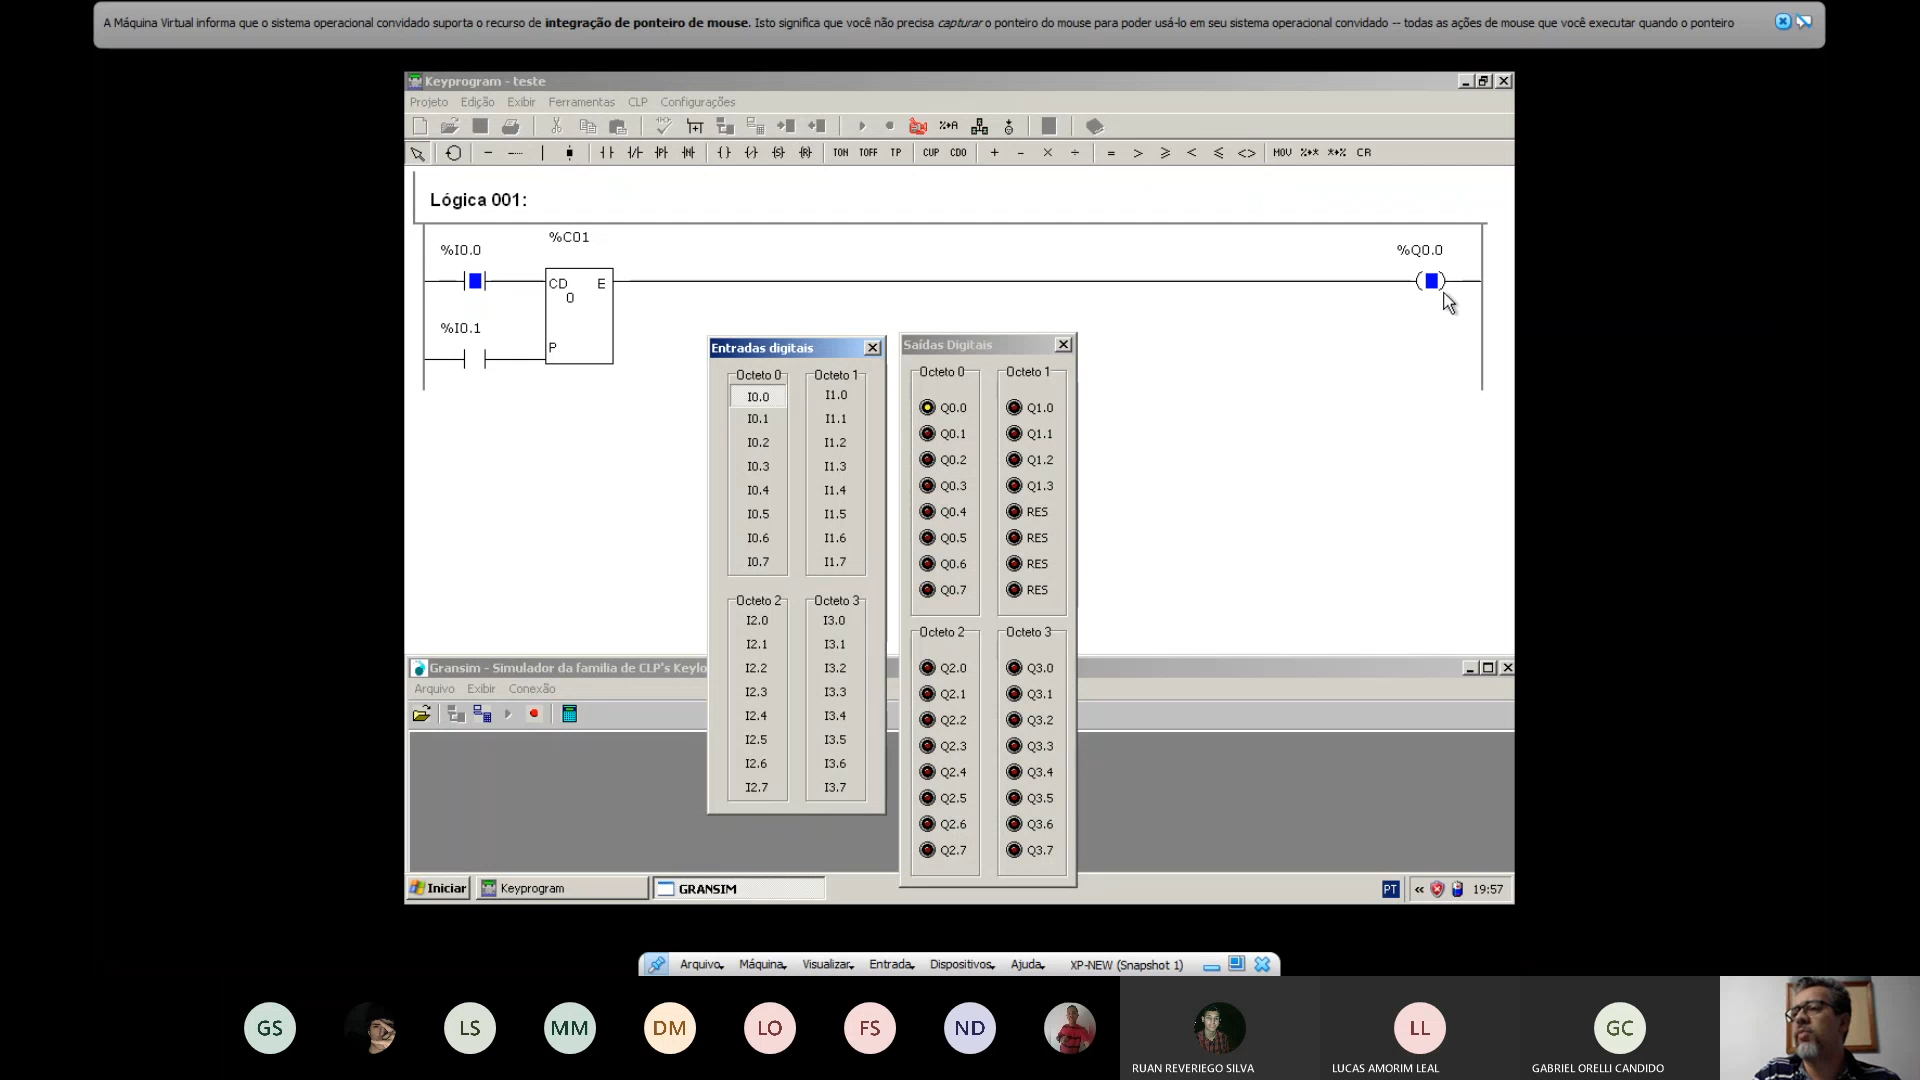 A Máquina Virtual informa que o sistema operacional convidado suporta o recurso de integração de ponteiro de mouse. Isto significa que você não precisa capturar o ponteiro do mouse para poder usá-lo em seu sistema operacional convidado -- todas as ações de mouse que você executar quando o ponteiro
Keyprogram - teste
Projeto Edição Exibir Ferramentas CLP Configurações
TON TOFF TP CUP CDO + - × ÷ = > ≥ < ≤ <> MOV CR
Lógica 001:
%I0.0 %C01 %Q0.0
CD E
0
%I0.1
P
Entradas digitais
Octeto 0 Octeto 1
I0.0 I1.0
I0.1 I1.1
I0.2 I1.2
I0.3 I1.3
I0.4 I1.4
I0.5 I1.5
I0.6 I1.6
I0.7 I1.7
Octeto 2 Octeto 3
I2.0 I3.0
I2.1 I3.1
I2.2 I3.2
I2.3 I3.3
I2.4 I3.4
I2.5 I3.5
I2.6 I3.6
I2.7 I3.7
Saídas Digitais
Octeto 0 Octeto 1
Q0.0 Q1.0
Q0.1 Q1.1
Q0.2 Q1.2
Q0.3 Q1.3
Q0.4 RES
Q0.5 RES
Q0.6 RES
Q0.7 RES
Octeto 2 Octeto 3
Q2.0 Q3.0
Q2.1 Q3.1
Q2.2 Q3.2
Q2.3 Q3.3
Q2.4 Q3.4
Q2.5 Q3.5
Q2.6 Q3.6
Q2.7 Q3.7
Gransim - Simulador da familia de CLP's Keylo
Arquivo Exibir Conexão
Iniciar Keyprogram GRANSIM PT « 19:57
Arquivo Máquina Visualizar Entrada Dispositivos Ajuda XP-NEW (Snapshot 1)
GS LS MM DM LO FS ND LL GC
RUAN REVERIEGO SILVA LUCAS AMORIM LEAL GABRIEL ORELLI CANDIDO